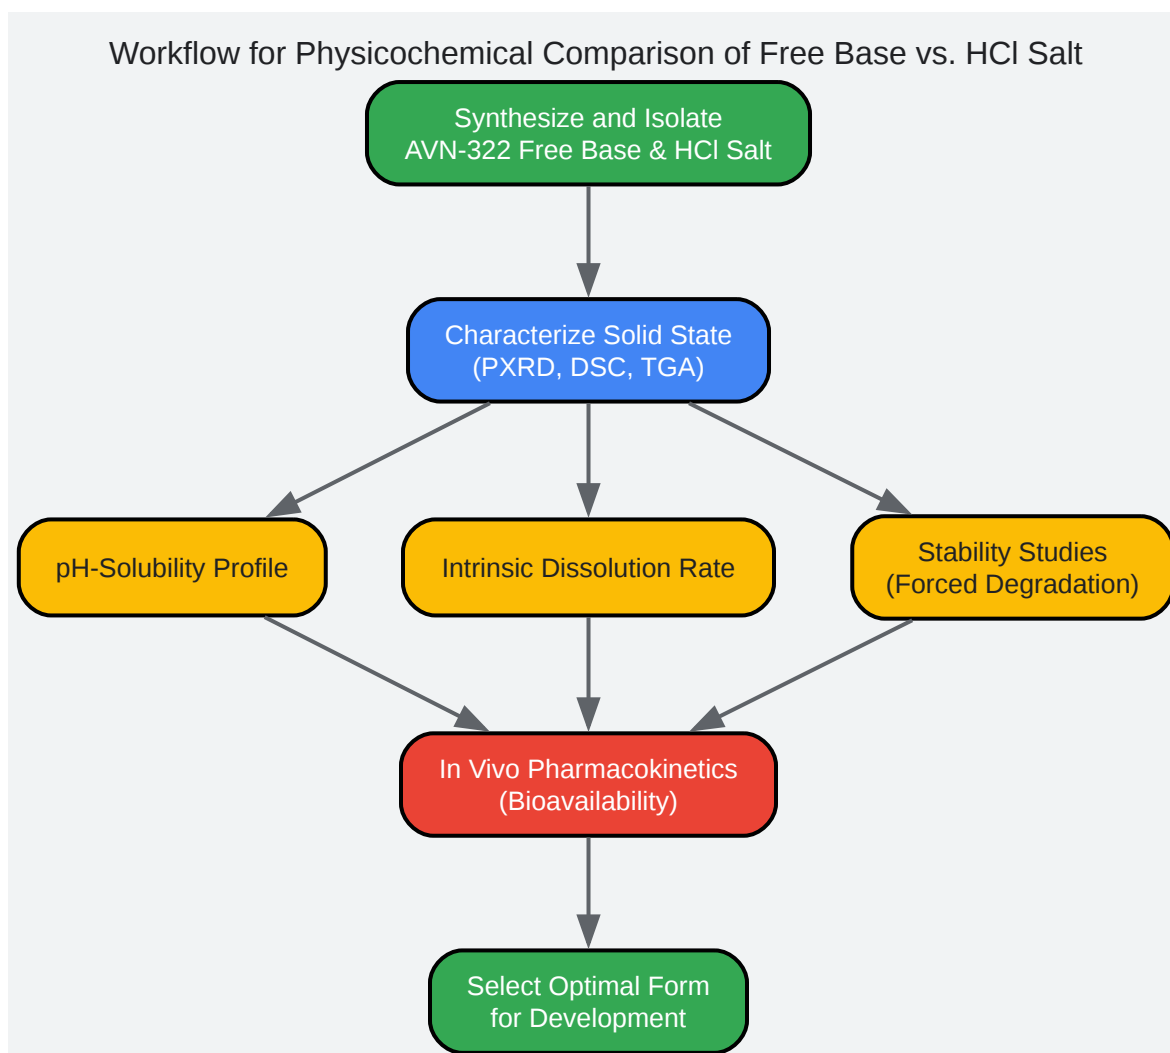 Workflow for Physicochemical Comparison of Free Base vs. HCl Salt
Synthesize and Isolate
AVN-322 Free Base & HCl Salt
Characterize Solid State
(PXRD, DSC, TGA)
pH-Solubility Profile
Intrinsic Dissolution Rate
Stability Studies
(Forced Degradation)
In Vivo Pharmacokinetics
(Bioavailability)
Select Optimal Form
for Development